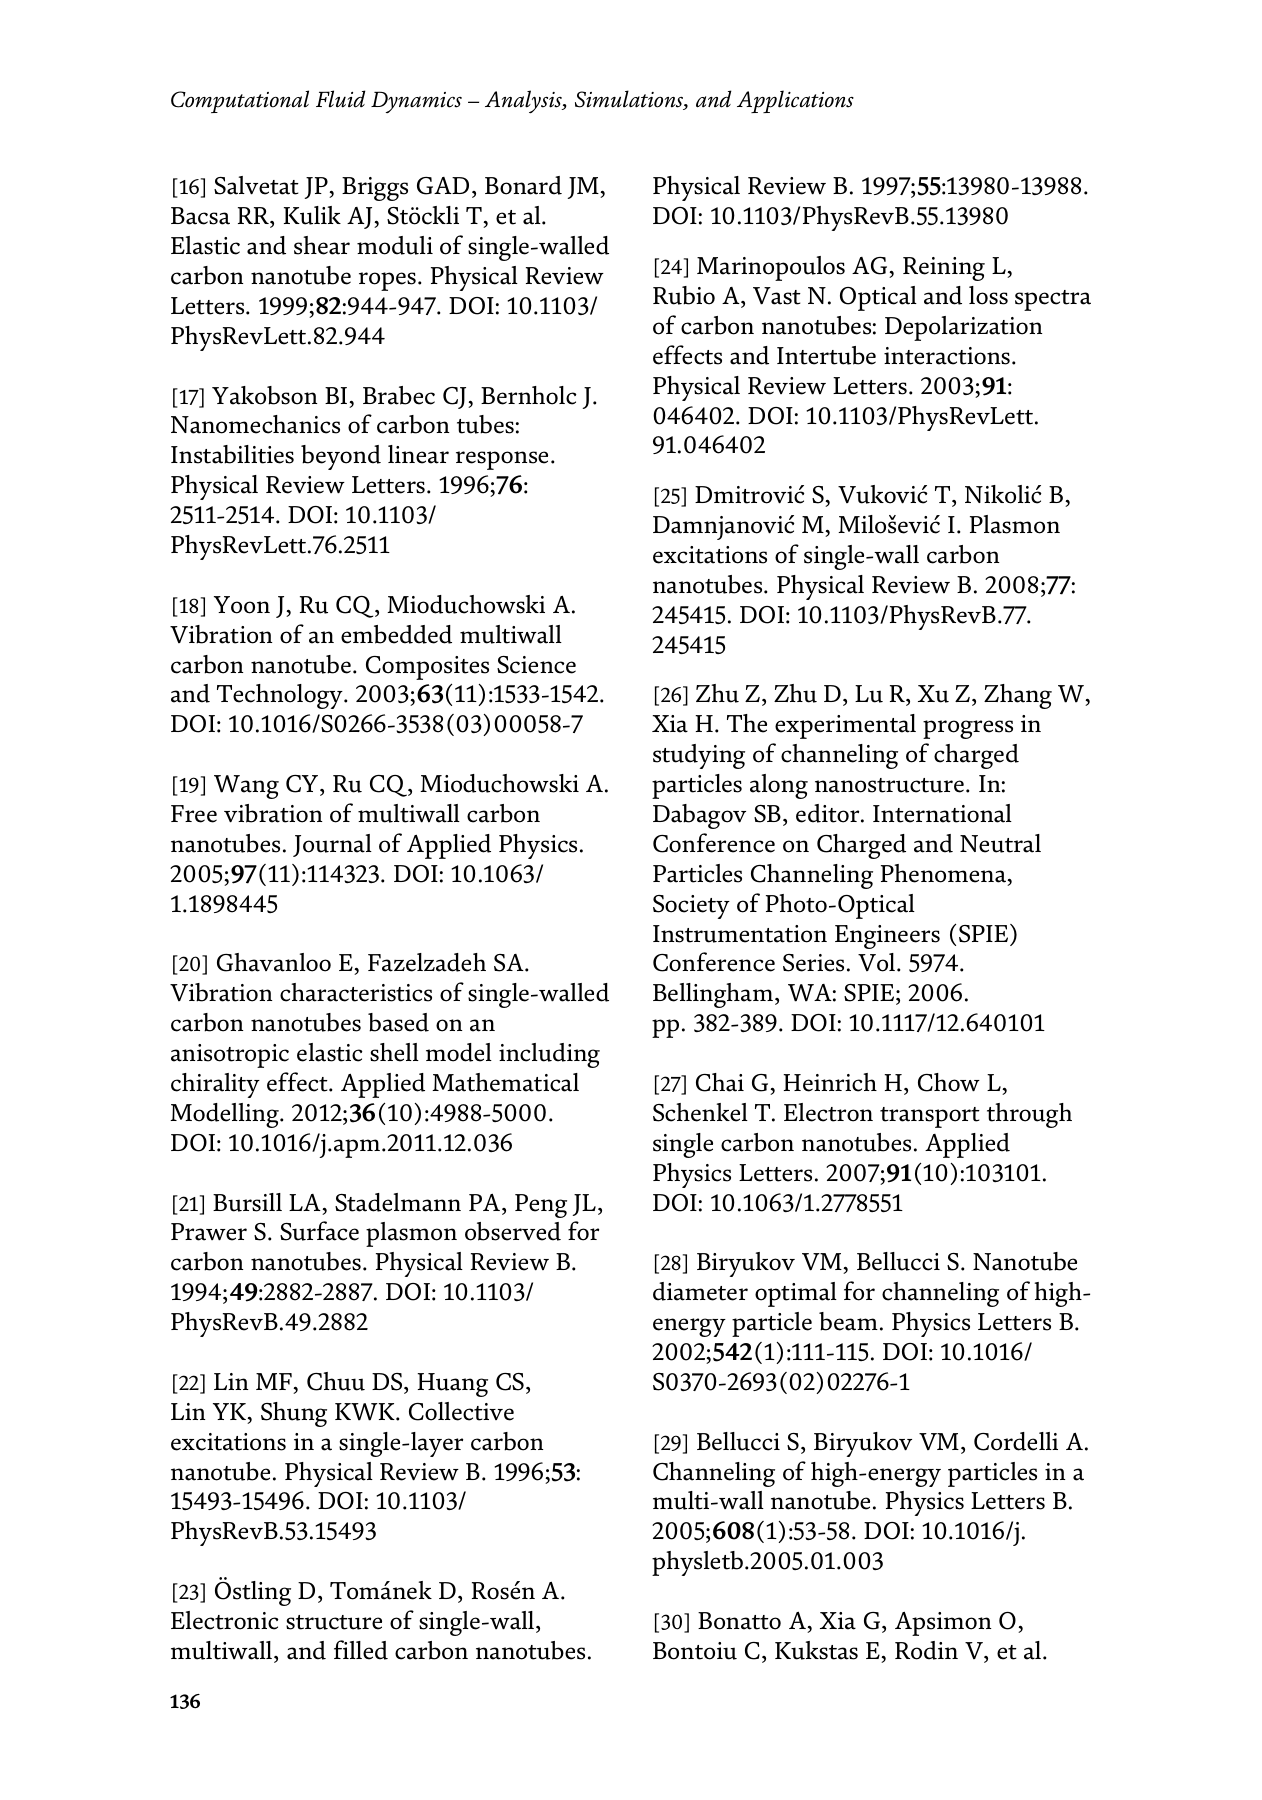 Computational Fluid Dynamics – Analysis, Simulations, and Applications
[16] Salvetat JP, Briggs GAD, Bonard JM,
Bacsa RR, Kulik AJ, Stöckli T, et al.
Elastic and shear moduli of single-walled
carbon nanotube ropes. Physical Review
Letters. 1999;82:944-947. DOI: 10.1103/
PhysRevLett.82.944
[17] Yakobson BI, Brabec CJ, Bernholc J.
Nanomechanics of carbon tubes:
Instabilities beyond linear response.
Physical Review Letters. 1996;76:
2511-2514. DOI: 10.1103/
PhysRevLett.76.2511
[18] Yoon J, Ru CQ, Mioduchowski A.
Vibration of an embedded multiwall
carbon nanotube. Composites Science
and Technology. 2003;63(11):1533-1542.
DOI: 10.1016/S0266-3538(03)00058-7
[19] Wang CY, Ru CQ, Mioduchowski A.
Free vibration of multiwall carbon
nanotubes. Journal of Applied Physics.
2005;97(11):114323. DOI: 10.1063/
1.1898445
[20] Ghavanloo E, Fazelzadeh SA.
Vibration characteristics of single-walled
carbon nanotubes based on an
anisotropic elastic shell model including
chirality effect. Applied Mathematical
Modelling. 2012;36(10):4988-5000.
DOI: 10.1016/j.apm.2011.12.036
[21] Bursill LA, Stadelmann PA, Peng JL,
Prawer S. Surface plasmon observed for
carbon nanotubes. Physical Review B.
1994;49:2882-2887. DOI: 10.1103/
PhysRevB.49.2882
[22] Lin MF, Chuu DS, Huang CS,
Lin YK, Shung KWK. Collective
excitations in a single-layer carbon
nanotube. Physical Review B. 1996;53:
15493-15496. DOI: 10.1103/
PhysRevB.53.15493
[23] Östling D, Tománek D, Rosén A.
Electronic structure of single-wall,
multiwall, and filled carbon nanotubes.
Physical Review B. 1997;55:13980-13988.
DOI: 10.1103/PhysRevB.55.13980
[24] Marinopoulos AG, Reining L,
Rubio A, Vast N. Optical and loss spectra
of carbon nanotubes: Depolarization
effects and Intertube interactions.
Physical Review Letters. 2003;91:
046402. DOI: 10.1103/PhysRevLett.
91.046402
[25] Dmitrović S, Vuković T, Nikolić B,
Damnjanović M, Milošević I. Plasmon
excitations of single-wall carbon
nanotubes. Physical Review B. 2008;77:
245415. DOI: 10.1103/PhysRevB.77.
245415
[26] Zhu Z, Zhu D, Lu R, Xu Z, Zhang W,
Xia H. The experimental progress in
studying of channeling of charged
particles along nanostructure. In:
Dabagov SB, editor. International
Conference on Charged and Neutral
Particles Channeling Phenomena,
Society of Photo-Optical
Instrumentation Engineers (SPIE)
Conference Series. Vol. 5974.
Bellingham, WA: SPIE; 2006.
pp. 382-389. DOI: 10.1117/12.640101
[27] Chai G, Heinrich H, Chow L,
Schenkel T. Electron transport through
single carbon nanotubes. Applied
Physics Letters. 2007;91(10):103101.
DOI: 10.1063/1.2778551
[28] Biryukov VM, Bellucci S. Nanotube
diameter optimal for channeling of high-
energy particle beam. Physics Letters B.
2002;542(1):111-115. DOI: 10.1016/
S0370-2693(02)02276-1
[29] Bellucci S, Biryukov VM, Cordelli A.
Channeling of high-energy particles in a
multi-wall nanotube. Physics Letters B.
2005;608(1):53-58. DOI: 10.1016/j.
physletb.2005.01.003
[30] Bonatto A, Xia G, Apsimon O,
Bontoiu C, Kukstas E, Rodin V, et al.
136